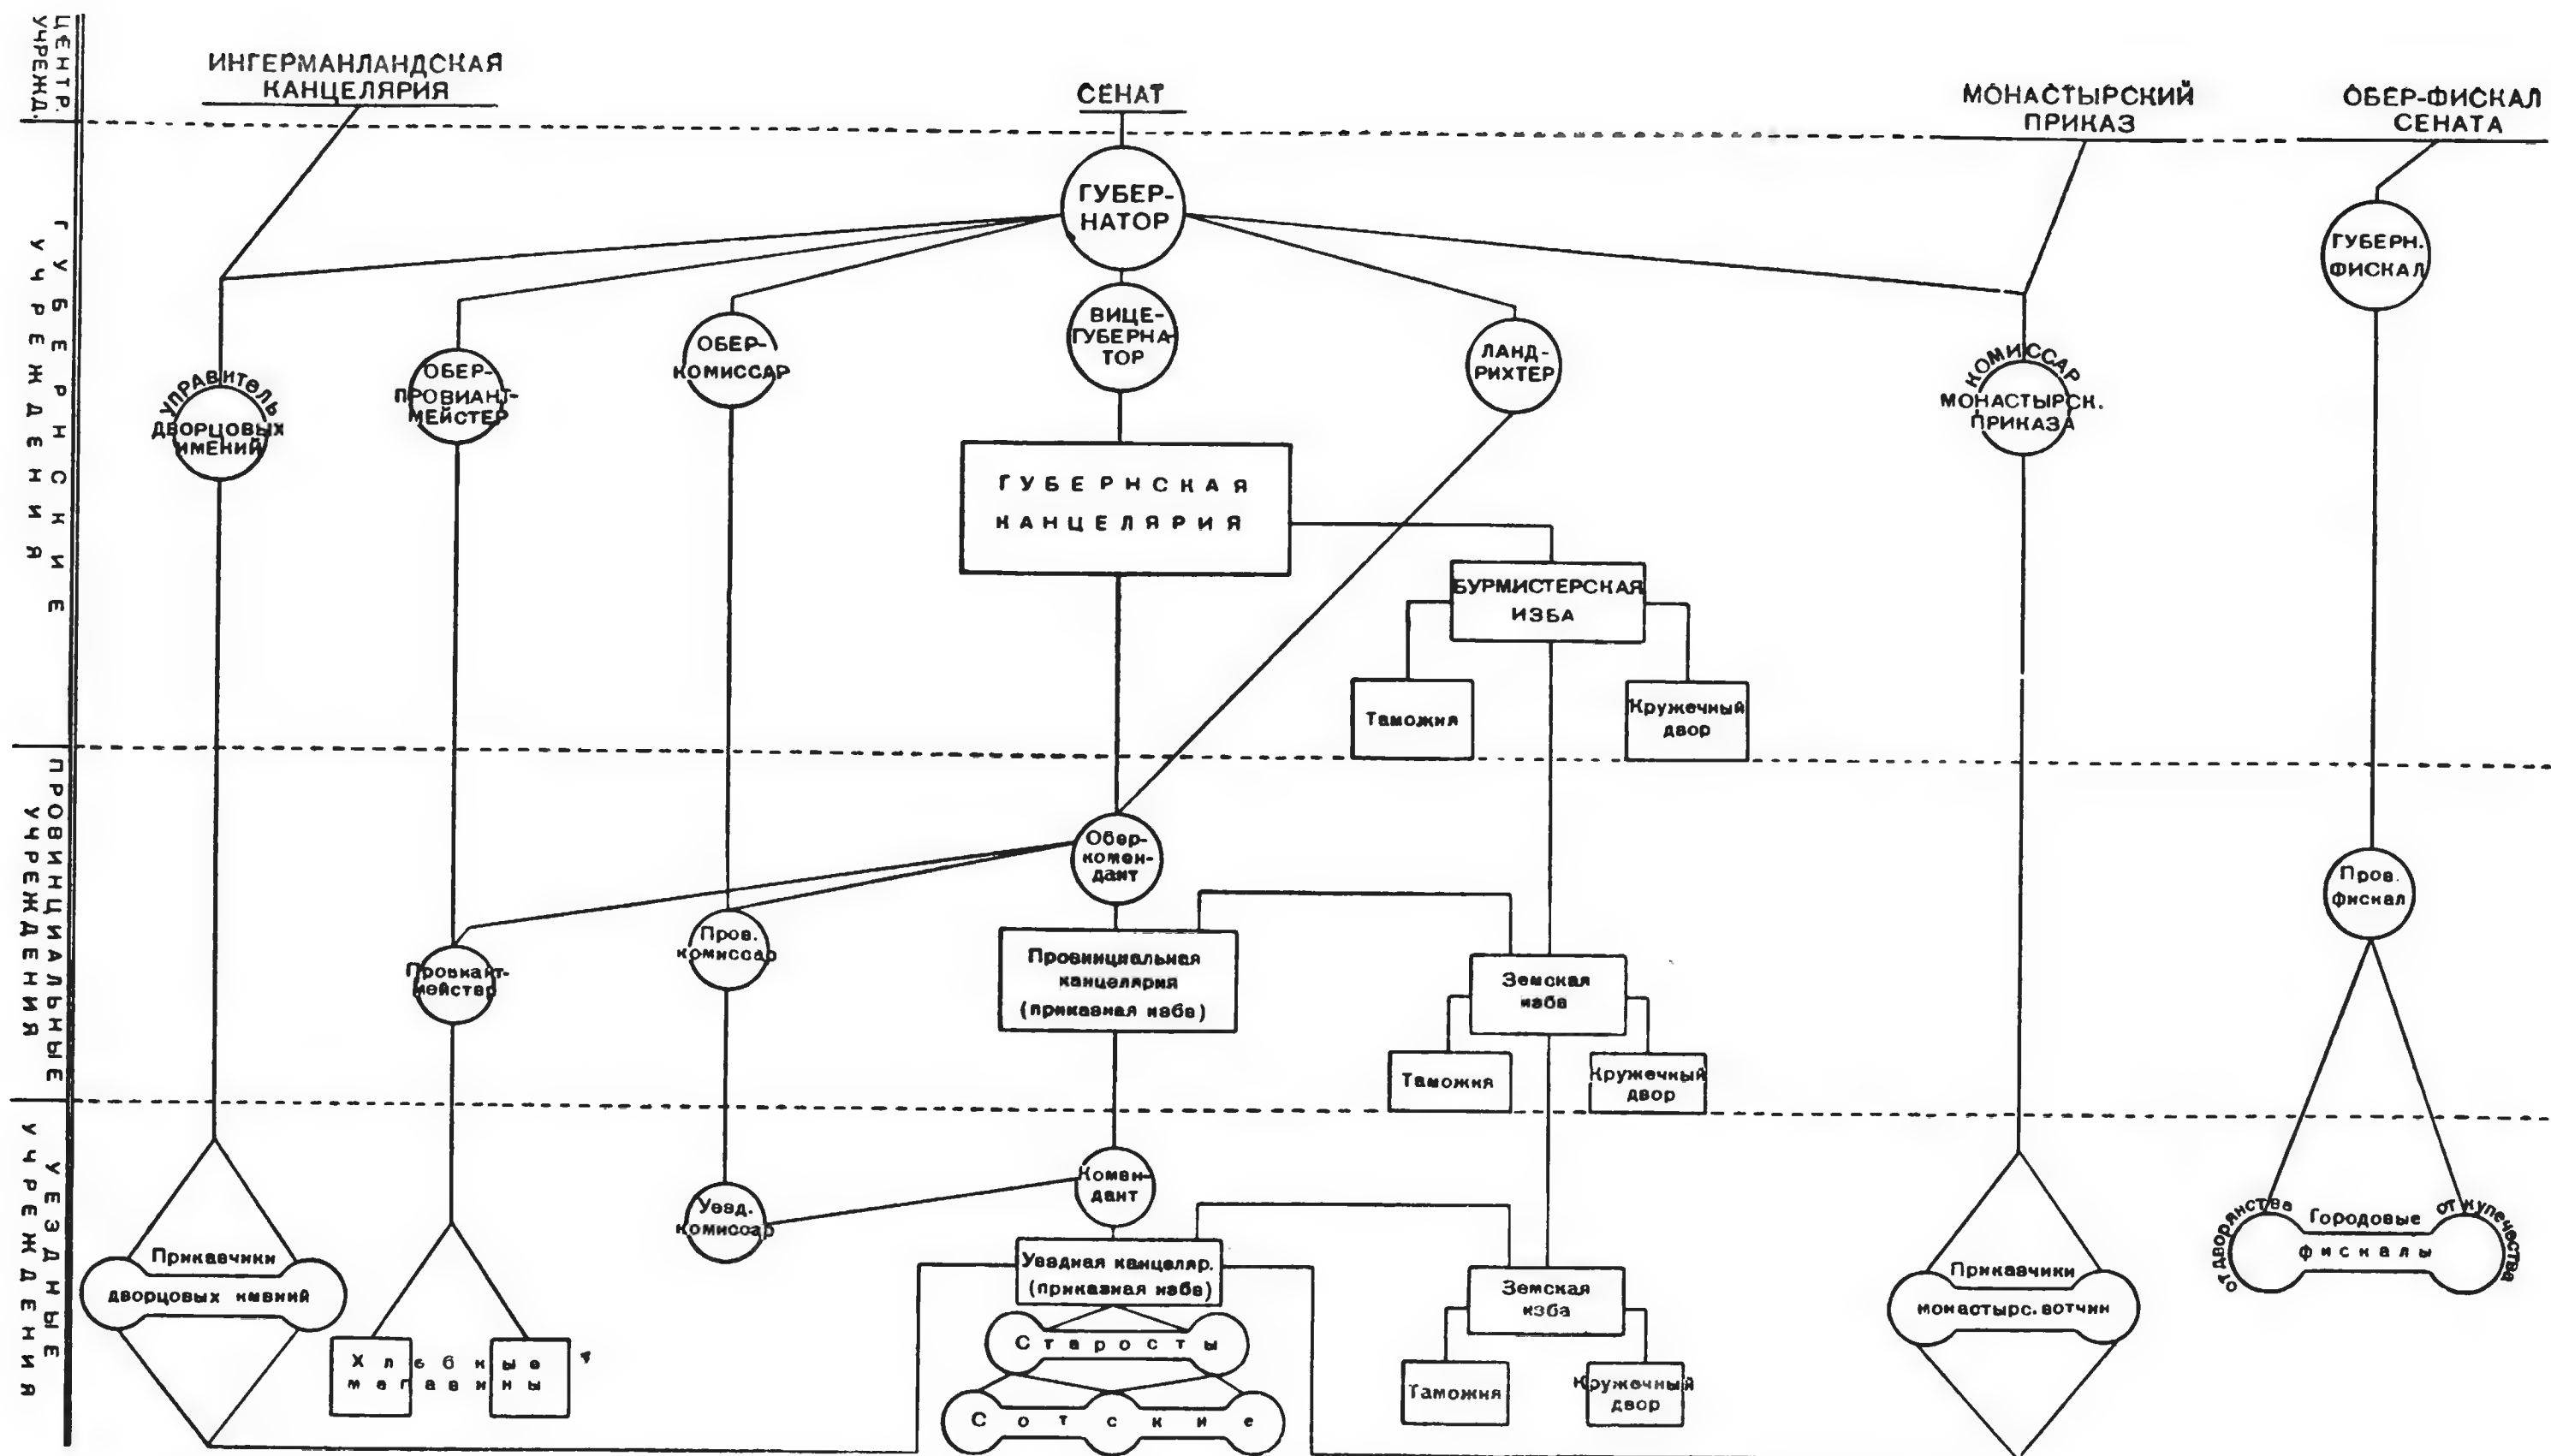 ЦЕНТР.
УЧРЕЖД.
ИНГЕРМАНЛАНДСКАЯ
КАНЦЕЛЯРИЯ
СЕНАТ
МОНАСТЫРСКИЙ
ПРИКАЗ
ОБЕР-ФИСКАЛ
СЕНАТА
ГУБЕРНСКИЕ
УЧРЕЖДЕНИЯ
ГУБЕР-
НАТОР
ГУБЕРН.
ФИСКАЛ
УПРАВИТЕЛЬ
ДВОРЦОВЫХ
ИМЕНИЙ
ОБЕР-
ПРОВИАНТ-
МЕЙСТЕР
ОБЕР-
КОМИССАР
ВИЦЕ-
ГУБЕРНА-
ТОР
ЛАНД-
РИХТЕР
КОМИССАР
МОНАСТЫРСК.
ПРИКАЗА
ГУБЕРНСКАЯ
КАНЦЕЛЯРИЯ
БУРМИСТЕРСКАЯ
ИЗБА
Таможня
Кружечный
двор
ПРОВИНЦИАЛЬНЫЕ
УЧРЕЖДЕНИЯ
Обер-
комен-
дант
Пров.
фискал
Провиант-
мейстер
Пров.
комиссар
Провинциальная
канцелярия
(приказная изба)
Земская
изба
Таможня
Кружечный
двор
УЕЗДНЫЕ
УЧРЕЖДЕНИЯ
Комен-
дант
Уезд.
комиссар
от дворянства
Городовые
фискалы
от купечества
Приказчики
дворцовых имений
Хлебные
магазины
Уездная канцеляр.
(приказная изба)
Старосты
Сотские
Земская
изба
Таможня
Кружечный
двор
Приказчики
монастырс. вотчин